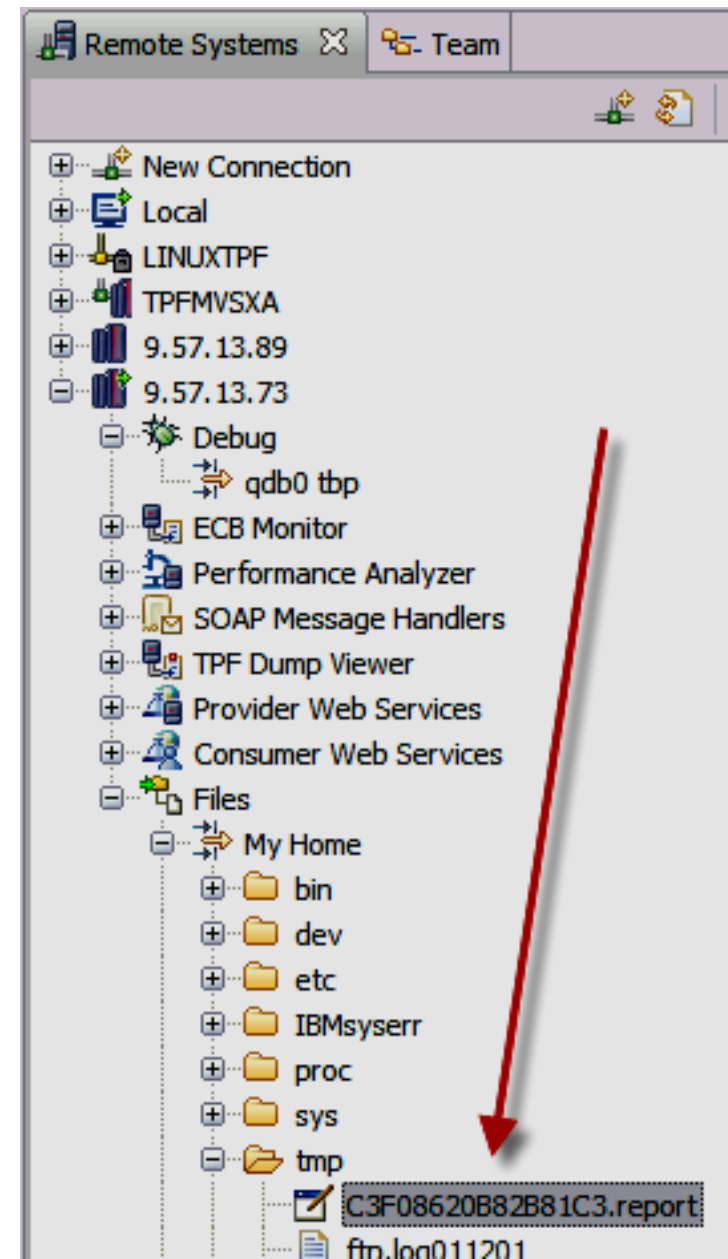 Remote Systems Team
New Connection
Local
LINUXTPF
TPFMVSXA
9.57.13.89
9.57.13.73
Debug
qdb0 tbp
ECB Monitor
Performance Analyzer
SOAP Message Handlers
TPF Dump Viewer
Provider Web Services
Consumer Web Services
Files
My Home
bin
dev
etc
IBMsyserr
proc
sys
tmp
C3F08620B82B81C3.report
ftp.log011201